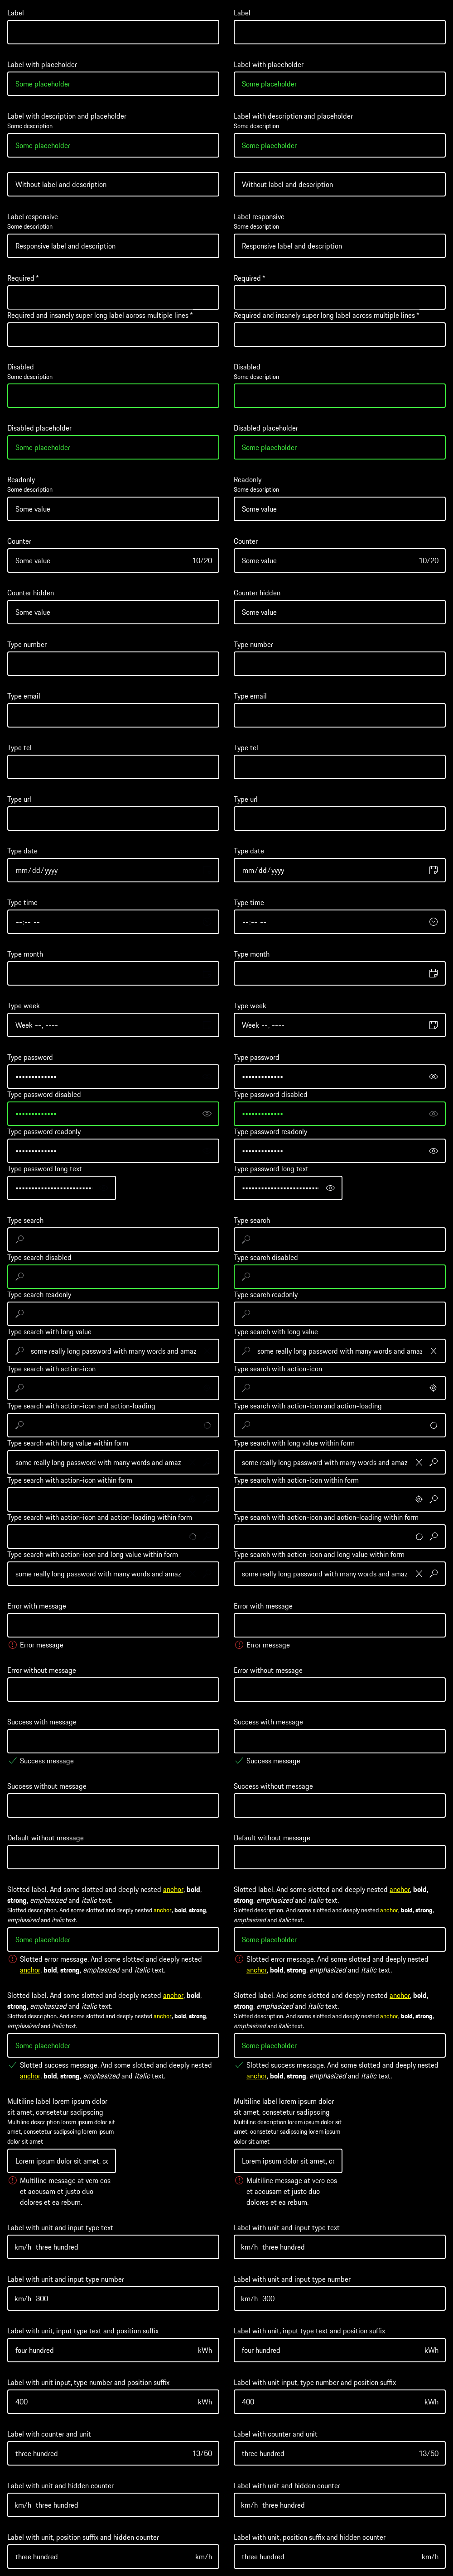 Label Label
Label with placeholder Label with placeholder
Some placeholder Some placeholder
Label with description and placeholder Label with description and placeholder
Some description Some description
Some placeholder Some placeholder
Without label and description Without label and description
Label responsive Label responsive
Some description Some description
Responsive label and description Responsive label and description
Required * Required *
Required and insanely super long label across multiple lines * Required and insanely super long label across multiple lines *
Disabled Disabled
Some description Some description
Disabled placeholder Disabled placeholder
Some placeholder Some placeholder
Readonly Readonly
Some description Some description
Some value Some value
Counter Counter
Some value 10/20 Some value 10/20
Counter hidden Counter hidden
Some value Some value
Type number Type number
Type email Type email
Type tel Type tel
Type url Type url
Type date Type date
mm/dd/yyyy mm/dd/yyyy
Type time Type time
--:-- -- --:-- --
Type month Type month
--------- ---- --------- ----
Type week Type week
Week --, ---- Week --, ----
Type password Type password
••••••••••••• •••••••••••••
Type password disabled Type password disabled
••••••••••••• •••••••••••••
Type password readonly Type password readonly
••••••••••••• •••••••••••••
Type password long text Type password long text
•••••••••••••••••••••••• ••••••••••••••••••••••••
Type search Type search
Type search disabled Type search disabled
Type search readonly Type search readonly
Type search with long value Type search with long value
some really long password with many words and amaz some really long password with many words and amaz
Type search with action-icon Type search with action-icon
Type search with action-icon and action-loading Type search with action-icon and action-loading
Type search with long value within form Type search with long value within form
some really long password with many words and amaz some really long password with many words and amaz
Type search with action-icon within form Type search with action-icon within form
Type search with action-icon and action-loading within form Type search with action-icon and action-loading within form
Type search with action-icon and long value within form Type search with action-icon and long value within form
some really long password with many words and amaz some really long password with many words and amaz
Error with message Error with message
Error message Error message
Error without message Error without message
Success with message Success with message
Success message Success message
Success without message Success without message
Default without message Default without message
Slotted label. And some slotted and deeply nested anchor, bold, Slotted label. And some slotted and deeply nested anchor, bold,
strong, emphasized and italic text. strong, emphasized and italic text.
Slotted description. And some slotted and deeply nested anchor, bold, strong, Slotted description. And some slotted and deeply nested anchor, bold, strong,
emphasized and italic text. emphasized and italic text.
Some placeholder Some placeholder
Slotted error message. And some slotted and deeply nested Slotted error message. And some slotted and deeply nested
anchor, bold, strong, emphasized and italic text. anchor, bold, strong, emphasized and italic text.
Slotted label. And some slotted and deeply nested anchor, bold, Slotted label. And some slotted and deeply nested anchor, bold,
strong, emphasized and italic text. strong, emphasized and italic text.
Slotted description. And some slotted and deeply nested anchor, bold, strong, Slotted description. And some slotted and deeply nested anchor, bold, strong,
emphasized and italic text. emphasized and italic text.
Some placeholder Some placeholder
Slotted success message. And some slotted and deeply nested Slotted success message. And some slotted and deeply nested
anchor, bold, strong, emphasized and italic text. anchor, bold, strong, emphasized and italic text.
Multiline label lorem ipsum dolor Multiline label lorem ipsum dolor
sit amet, consetetur sadipscing sit amet, consetetur sadipscing
Multiline description lorem ipsum dolor sit Multiline description lorem ipsum dolor sit
amet, consetetur sadipscing lorem ipsum amet, consetetur sadipscing lorem ipsum
dolor sit amet dolor sit amet
Lorem ipsum dolor sit amet, cc Lorem ipsum dolor sit amet, cc
Multiline message at vero eos Multiline message at vero eos
et accusam et justo duo et accusam et justo duo
dolores et ea rebum. dolores et ea rebum.
Label with unit and input type text Label with unit and input type text
km/h three hundred km/h three hundred
Label with unit and input type number Label with unit and input type number
km/h 300 km/h 300
Label with unit, input type text and position suffix Label with unit, input type text and position suffix
four hundred kWh four hundred kWh
Label with unit input, type number and position suffix Label with unit input, type number and position suffix
400 kWh 400 kWh
Label with counter and unit Label with counter and unit
three hundred 13/50 three hundred 13/50
Label with unit and hidden counter Label with unit and hidden counter
km/h three hundred km/h three hundred
Label with unit, position suffix and hidden counter Label with unit, position suffix and hidden counter
three hundred km/h three hundred km/h